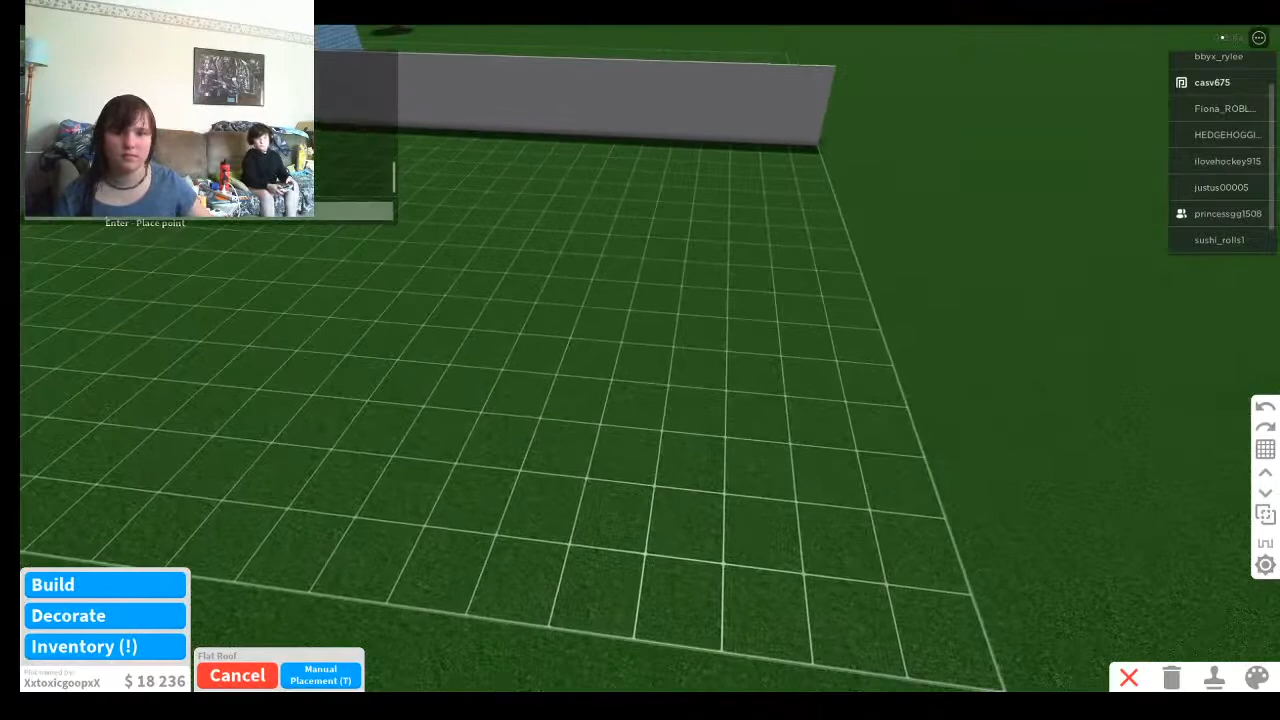 bbyx_rylee
casv675
Fiona_ROBL...
HEDGEHOGGI...
ilovehockey915
justus00005
princessgg1508
sushi_rolls1
Enter - Place point
Build
Decorate
Inventory (!)
XxtoxicgoopxX
$ 18 236
Flat Roof
Cancel
Manual
Placement (T)